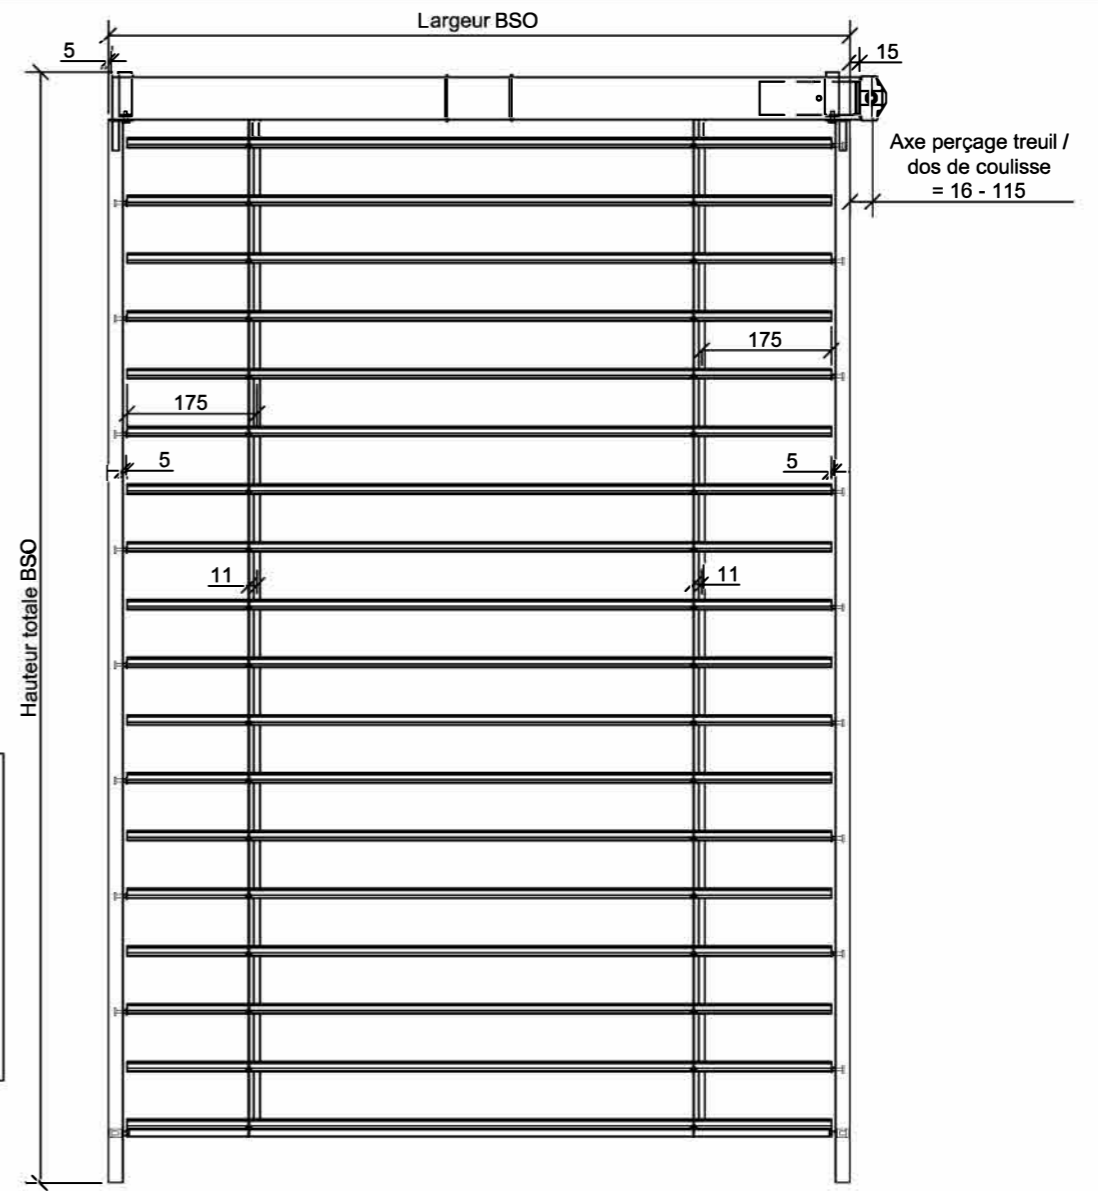 Largeur BSO
5
15
Axe perçage treuil /
dos de coulisse
= 16 - 115
175
175
5
5
11
11
Hauteur totale BSO